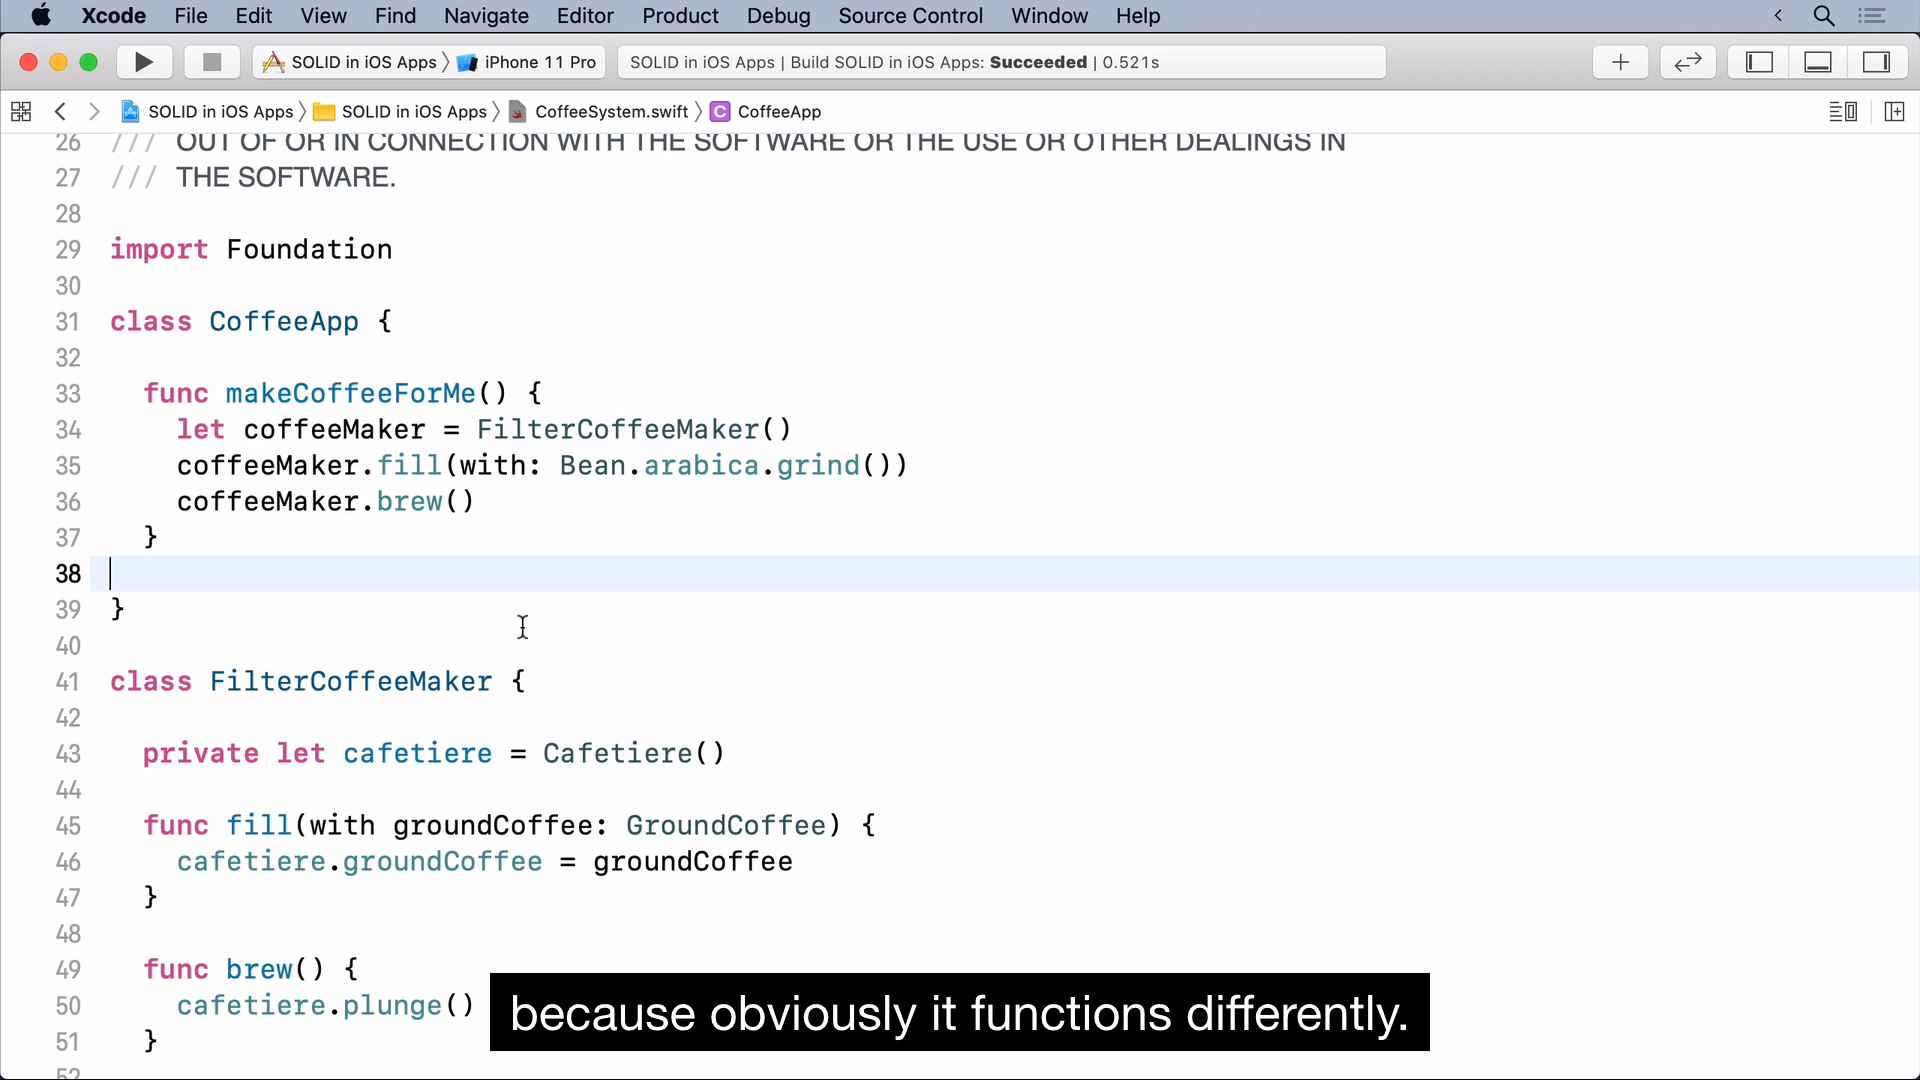 Xcode File Edit View Find Navigate Editor Product Debug Source Control Window Help
SOLID in iOS Apps iPhone 11 Pro SOLID in iOS Apps | Build SOLID in iOS Apps: Succeeded | 0.521s
SOLID in iOS Apps SOLID in iOS Apps CoffeeSystem.swift C CoffeeApp
26 /// OUT OF OR IN CONNECTION WITH THE SOFTWARE OR THE USE OR OTHER DEALINGS IN
27 /// THE SOFTWARE.
28
29 import Foundation
30
31 class CoffeeApp {
32
33 func makeCoffeeForMe() {
34 let coffeeMaker = FilterCoffeeMaker()
35 coffeeMaker.fill(with: Bean.arabica.grind())
36 coffeeMaker.brew()
37 }
38
39 }
40
41 class FilterCoffeeMaker {
42
43 private let cafetiere = Cafetiere()
44
45 func fill(with groundCoffee: GroundCoffee) {
46 cafetiere.groundCoffee = groundCoffee
47 }
48
49 func brew() {
50 cafetiere.plunge()
51 }
52
because obviously it functions differently.